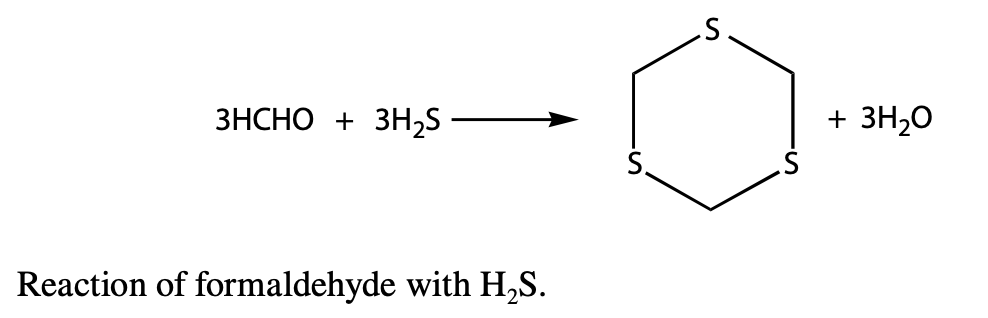 S
3HCHO + 3H₂S + 3H₂O
S S
Reaction of formaldehyde with H₂S.